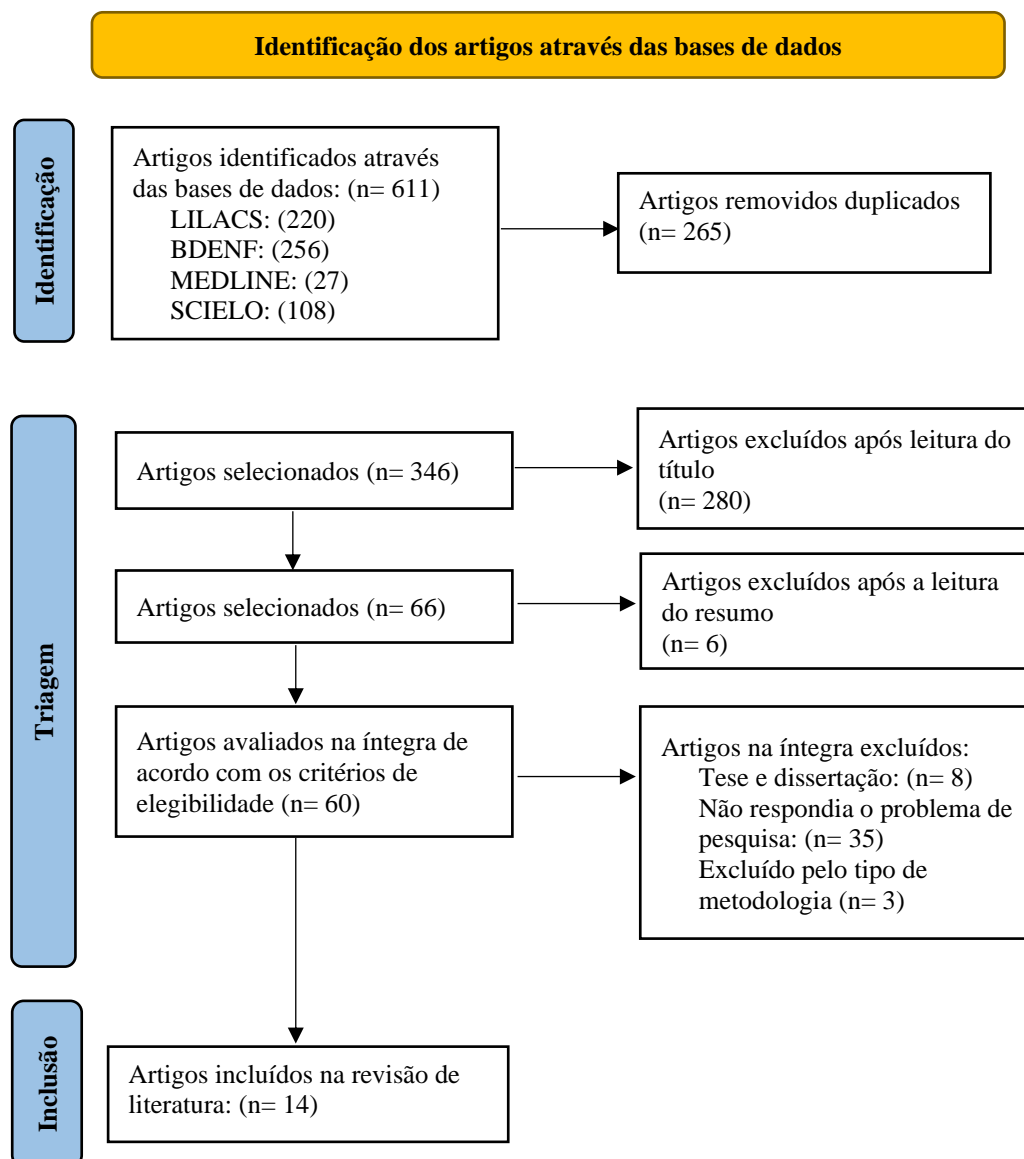 Identificação dos artigos através das bases de dados
Identificação
Artigos identificados através
das bases de dados: (n= 611)
LILACS: (220)
BDENF: (256)
MEDLINE: (27)
SCIELO: (108)
Artigos removidos duplicados
(n= 265)
Triagem
Artigos selecionados (n= 346)
Artigos excluídos após leitura do
título
(n= 280)
Artigos selecionados (n= 66)
Artigos excluídos após a leitura
do resumo
(n= 6)
Artigos avaliados na íntegra de
acordo com os critérios de
elegibilidade (n= 60)
Artigos na íntegra excluídos:
Tese e dissertação: (n= 8)
Não respondia o problema de
pesquisa: (n= 35)
Excluído pelo tipo de
metodologia (n= 3)
Inclusão
Artigos incluídos na revisão de
literatura: (n= 14)